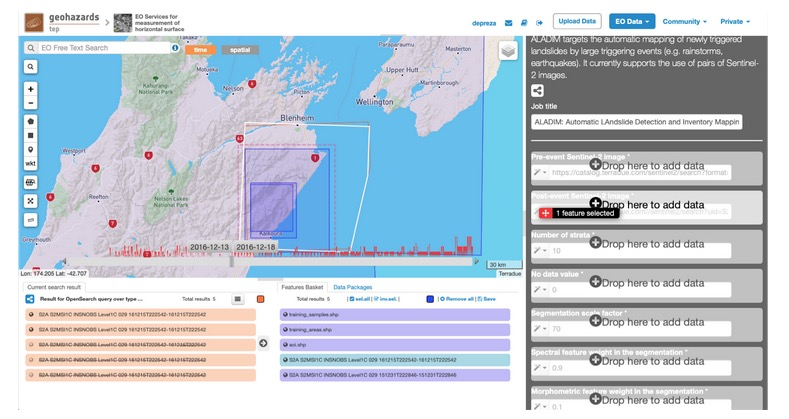 geohazards
tep
EO Services for
measurement of
horizontal surface
depreza
Upload Data
EO Data
Community
Private
EO Free Text Search
time
spatial
wkt
Takaka
Motueka
Kahurangi
National Park
Nelson
Blenheim
Paraparaumu
Masterton
Upper Hutt
Martinborough
Wellington
Westport
Nelson Lakes
National Park
Greymouth
Kaikoura
2016-12-13
2016-12-18
30 km
Lon: 174.205 Lat: -42.707
Terradue
Current search result
Result for OpenSearch query over type ...
Total results 5
S2A S2MSI1C INSNOBS Level1C 029 161215T222542-161215T222542
S2A S2MSI1C INSNOBS Level1C 029 161215T222542-161215T222542
S2A S2MSI1C INSNOBS Level1C 029 161215T222542-161215T222542
S2A S2MSI1C INSNOBS Level1C 029 161215T222542-161215T222542
S2A S2MSI1C INSNOBS Level1C 029 161215T222542-161215T222542
Features Basket
Data Packages
Total results 5
sel.all | inv.sel. |
| Remove all | Save
training_samples.shp
training_areas.shp
aoi.shp
S2A S2MSI1C INSNOBS Level1C 029 161215T222542-161215T222542
S2A S2MSI1C INSNOBS Level1C 029 151231T222846-151231T222846
ALADIM targets the automatic mapping of newly triggered
landslides by large triggering events (e.g. rainstorms,
earthquakes). It currently supports the use of pairs of Sentinel-
2 images.
Job title
ALADIM: Automatic LAndslide Detection and Inventory Mappin
Pre-event Sentinel-2 image *
Drop here to add data
https://catalog.terradue.com/sentinel2/search?format
Post-event Sentinel-2 image *
Drop here to add data
1 feature selected
Number of strata *
Drop here to add data
10
No data value *
Drop here to add data
0
Segmentation scale factor *
Drop here to add data
70
Spectral feature weight in the segmentation *
Drop here to add data
0.9
Morphometric feature weight in the segmentation *
Drop here to add data
0.1